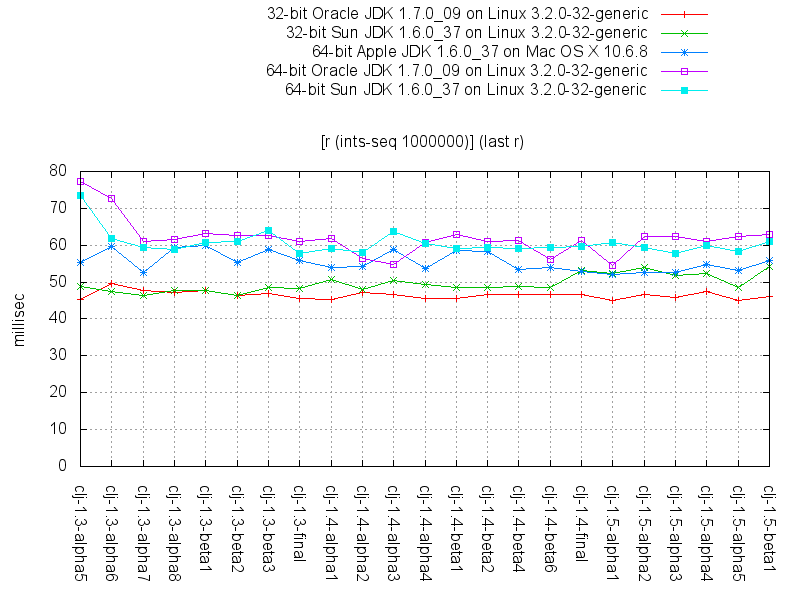 32-bit Oracle JDK 1.7.0_09 on Linux 3.2.0-32-generic
32-bit Sun JDK 1.6.0_37 on Linux 3.2.0-32-generic
64-bit Apple JDK 1.6.0_37 on Mac OS X 10.6.8
64-bit Oracle JDK 1.7.0_09 on Linux 3.2.0-32-generic
64-bit Sun JDK 1.6.0_37 on Linux 3.2.0-32-generic
[r (ints-seq 1000000)] (last r)
80
70
60
50
40
30
20
10
0
millisec
clj-1.3-alpha5
clj-1.3-alpha6
clj-1.3-alpha7
clj-1.3-alpha8
clj-1.3-beta1
clj-1.3-beta2
clj-1.3-beta3
clj-1.3-final
clj-1.4-alpha1
clj-1.4-alpha2
clj-1.4-alpha3
clj-1.4-alpha4
clj-1.4-beta1
clj-1.4-beta2
clj-1.4-beta4
clj-1.4-beta6
clj-1.4-final
clj-1.5-alpha1
clj-1.5-alpha2
clj-1.5-alpha3
clj-1.5-alpha4
clj-1.5-alpha5
clj-1.5-beta1